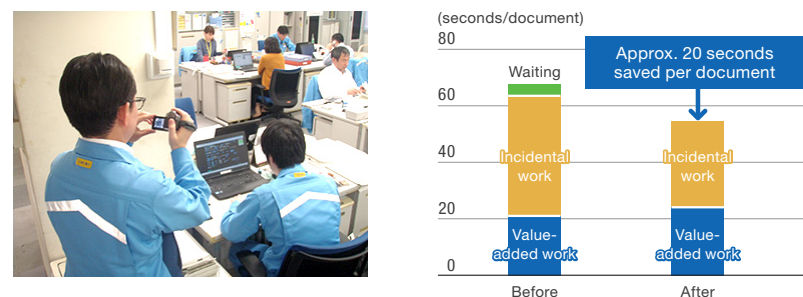 (seconds/document)
80
Approx. 20 seconds
saved per document
Waiting
60
Incidental
work
Incidental
work
40
20
Value-
added work
Value-
added work
0
Before
After